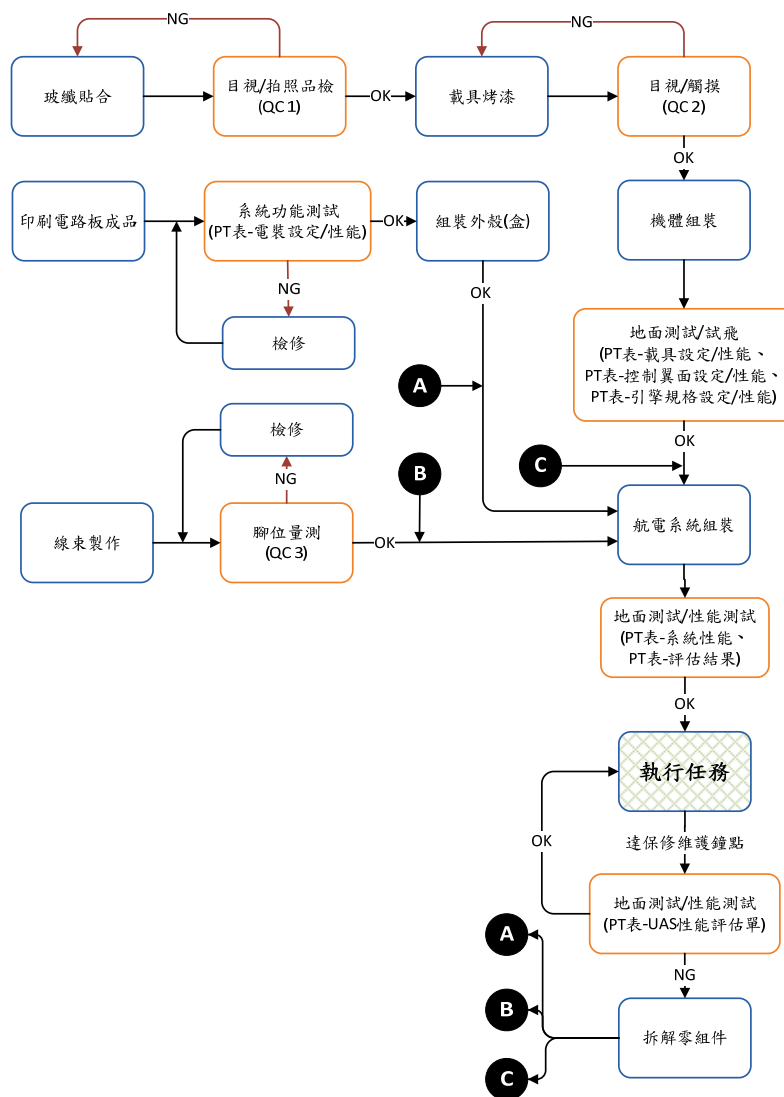 NG
NG
玻纖貼合
目視/拍照品檢
(QC 1)
OK
載具烤漆
目視/觸摸
(QC 2)
OK
印刷電路板成品
系統功能測試
(PT表-電裝設定/性能)
OK
組裝外殼(盒)
機體組裝
NG
OK
檢修
地面測試/試飛
(PT表-載具設定/性能、
PT表-控制翼面設定/性能、
PT表-引擎規格設定/性能)
A
檢修
OK
B
C
NG
線束製作
腳位量測
(QC 3)
OK
航電系統組裝
地面測試/性能測試
(PT表-系統性能、
PT表-評估結果)
OK
執行任務
達保修維護鐘點
OK
地面測試/性能測試
(PT表-UAS性能評估單)
A
NG
B
拆解零組件
C